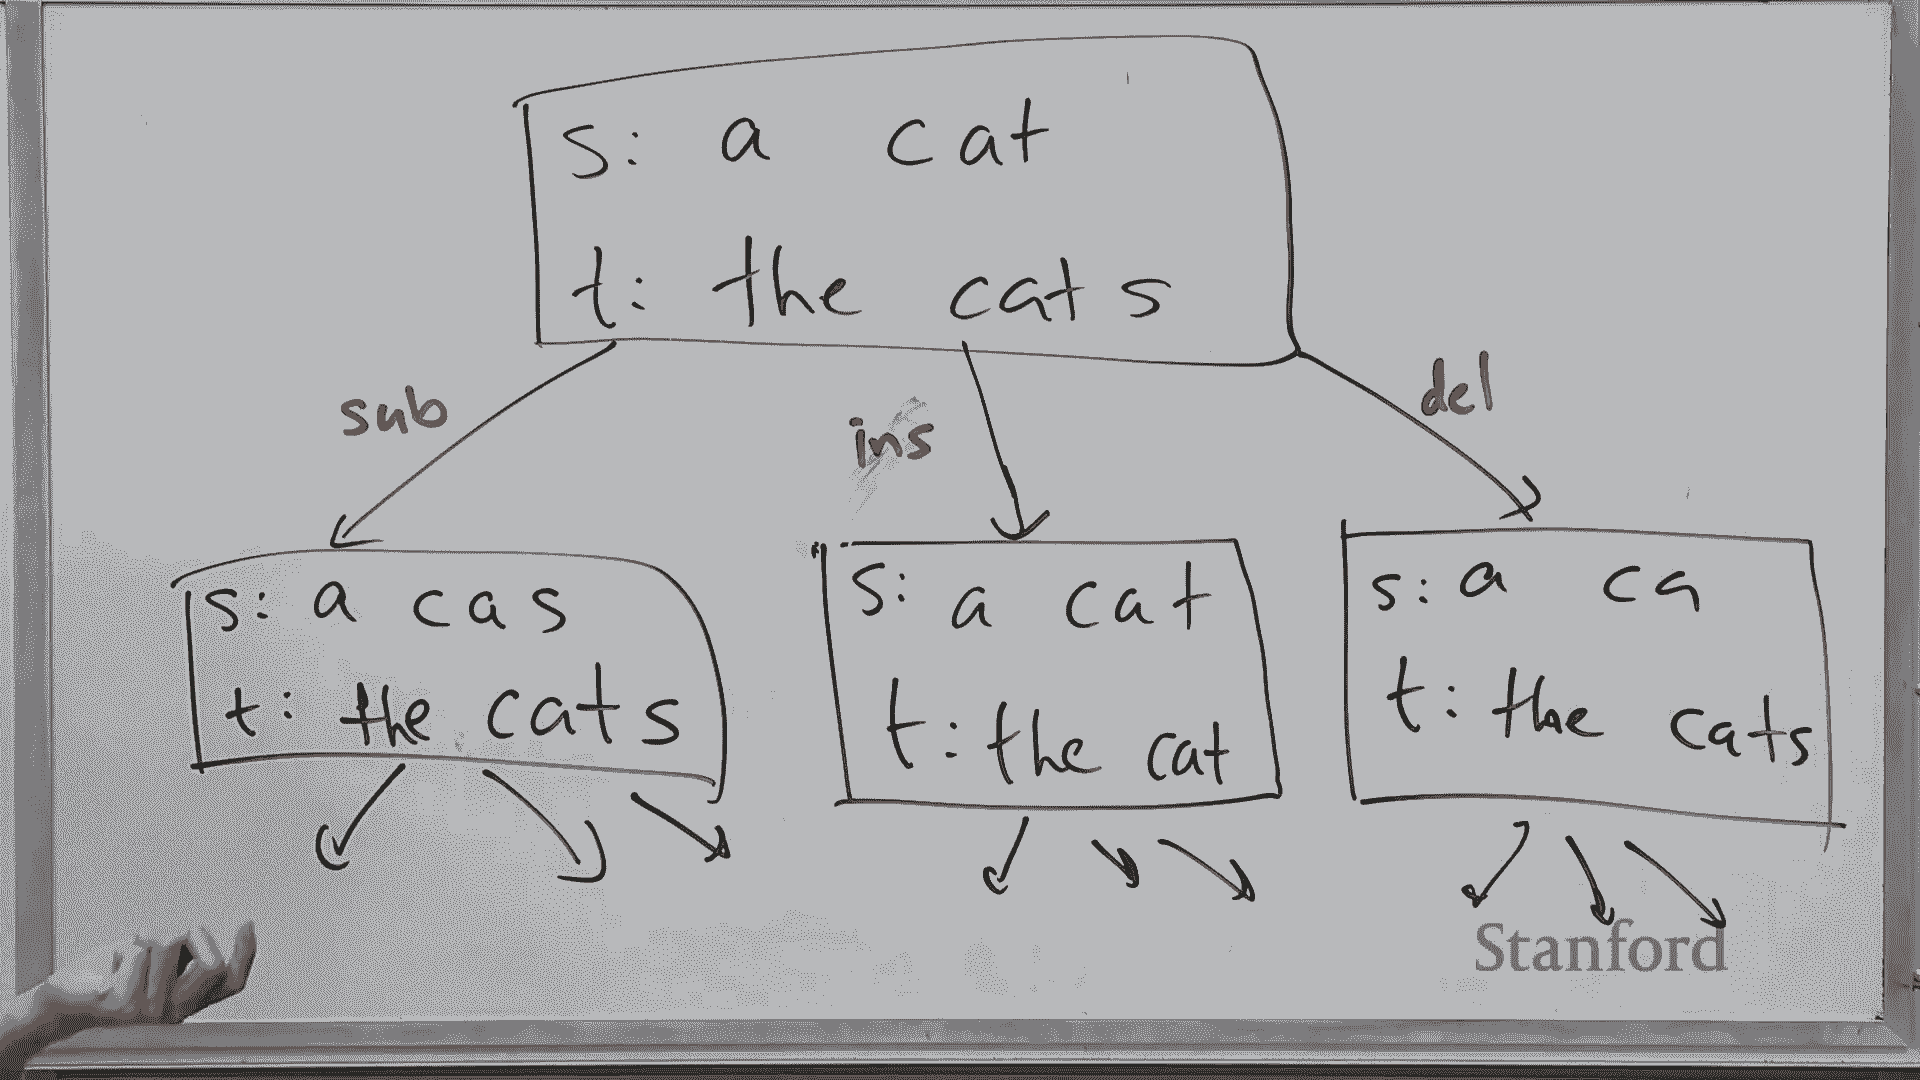 s: a cat
t: the cats
sub
ins
del
s: a cas
t: the cats
s: a cat
t: the cat
s: a ca
t: the cats
Stanford